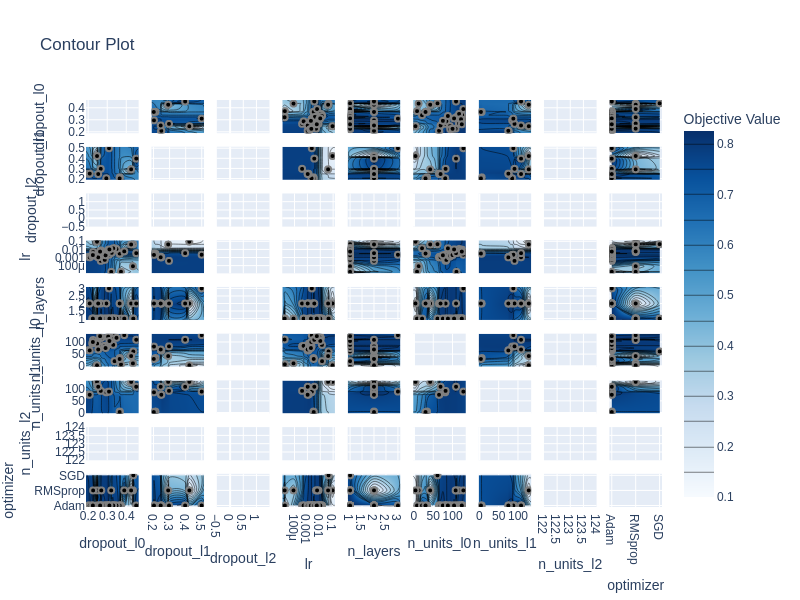 Contour Plot
Objective Value
0.8
0.7
0.6
0.5
0.4
0.3
0.2
0.1
dropout_l0
0.4
0.3
0.2
dropout_l1
0.5
0.4
0.3
0.2
dropout_l2
1
0.5
0
−0.5
lr
0.1
0.01
0.001
100μ
n_layers
3
2.5
2
1.5
1
n_units_l0
100
50
0
n_units_l1
100
50
0
n_units_l2
124
123.5
123
122.5
122
optimizer
SGD
RMSprop
Adam
0.2 0.3 0.4
dropout_l0
0.2 0.3 0.4 0.5
dropout_l1
−0.5 0 0.5 1
dropout_l2
100μ 0.001 0.01 0.1
lr
1 1.5 2 2.5 3
n_layers
0 50 100
n_units_l0
0 50 100
n_units_l1
122 122.5 123 123.5 124
n_units_l2
Adam RMSprop SGD
optimizer